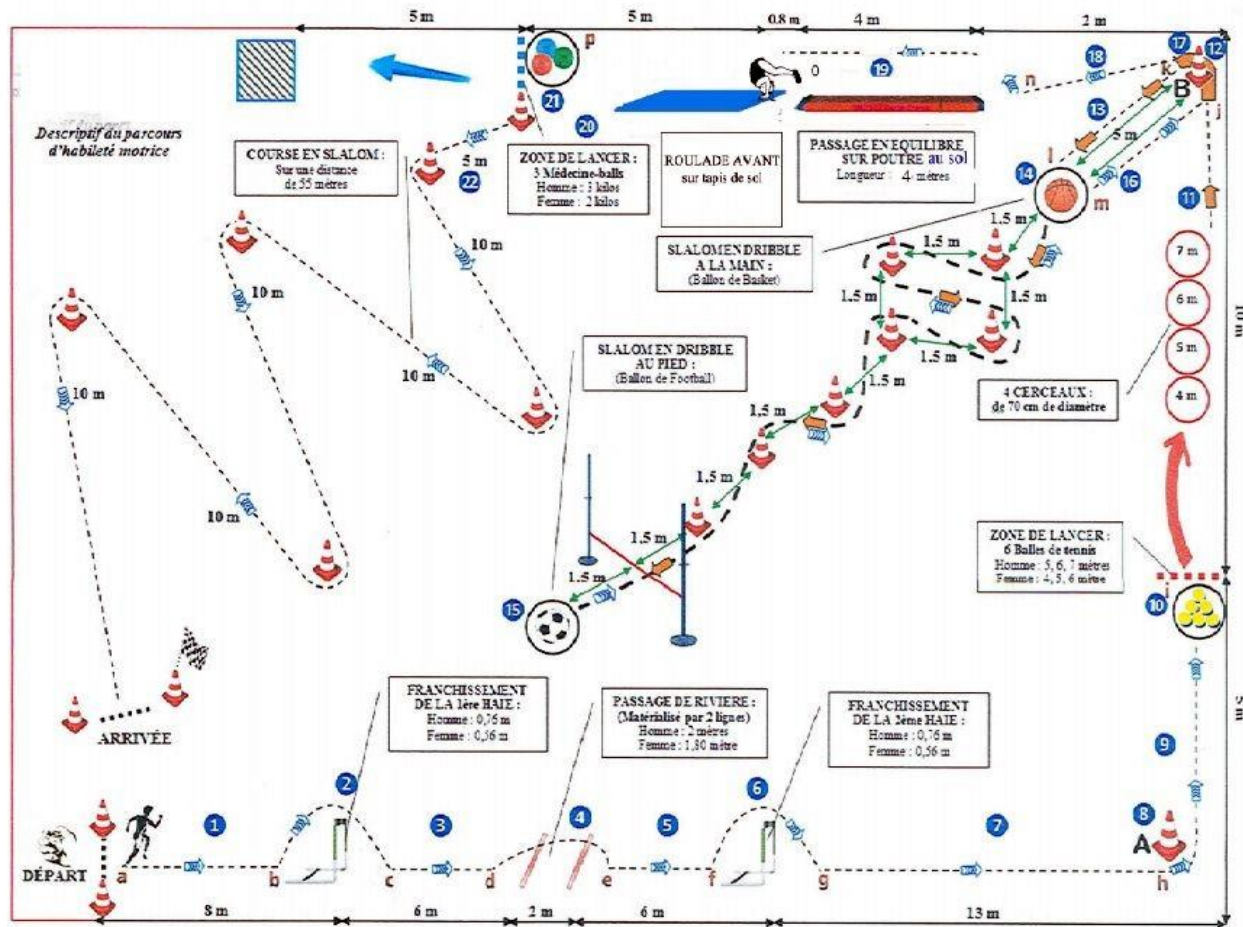 5 m
5 m
0.8 m
4 m
2 m
p
21
20
O
19
n
18
17
12
k
B
j
13
5 m
14
l
m
16
11
Descriptif du parcours
d'habileté motrice
COURSE EN SLALOM :
Sur une distance
de 55 mètres
5 m
22
ZONE DE LANCER :
3 Médecine-balls
Homme : 3 kilos
Femme : 2 kilos
ROULADE AVANT
sur tapis de sol
PASSAGE EN EQUILIBRE
SUR POUTRE au sol
Longueur : 4 mètres
SLALOM EN DRIBBLE
A LA MAIN :
(Ballon de Basket)
1.5 m
1.5 m
1.5 m
1.5 m
1.5 m
1.5 m
1.5 m
1.5 m
1.5 m
1.5 m
10 m
10 m
10 m
10 m
10 m
7 m
6 m
5 m
4 m
10 m
SLALOM EN DRIBBLE
AU PIED :
(Ballon de Football)
4 CERCEAUX :
de 70 cm de diamètre
ZONE DE LANCER :
6 Balles de tennis
Homme : 5, 6, 7 mètres
Femme : 4, 5, 6 mètre
i
10
15
ARRIVÉE
FRANCHISSEMENT
DE LA 1ère HAIE :
Homme : 0,76 m
Femme : 0,56 m
PASSAGE DE RIVIERE :
(Matérialisé par 2 lignes)
Homme : 2 mètres
Femme : 1,80 mètre
FRANCHISSEMENT
DE LA 2ème HAIE :
Homme : 0,76 m
Femme : 0,56 m
9
1
2
3
4
5
6
7
8
A
DÉPART
a
b
c
d
e
f
g
h
8 m
6 m
2 m
6 m
13 m